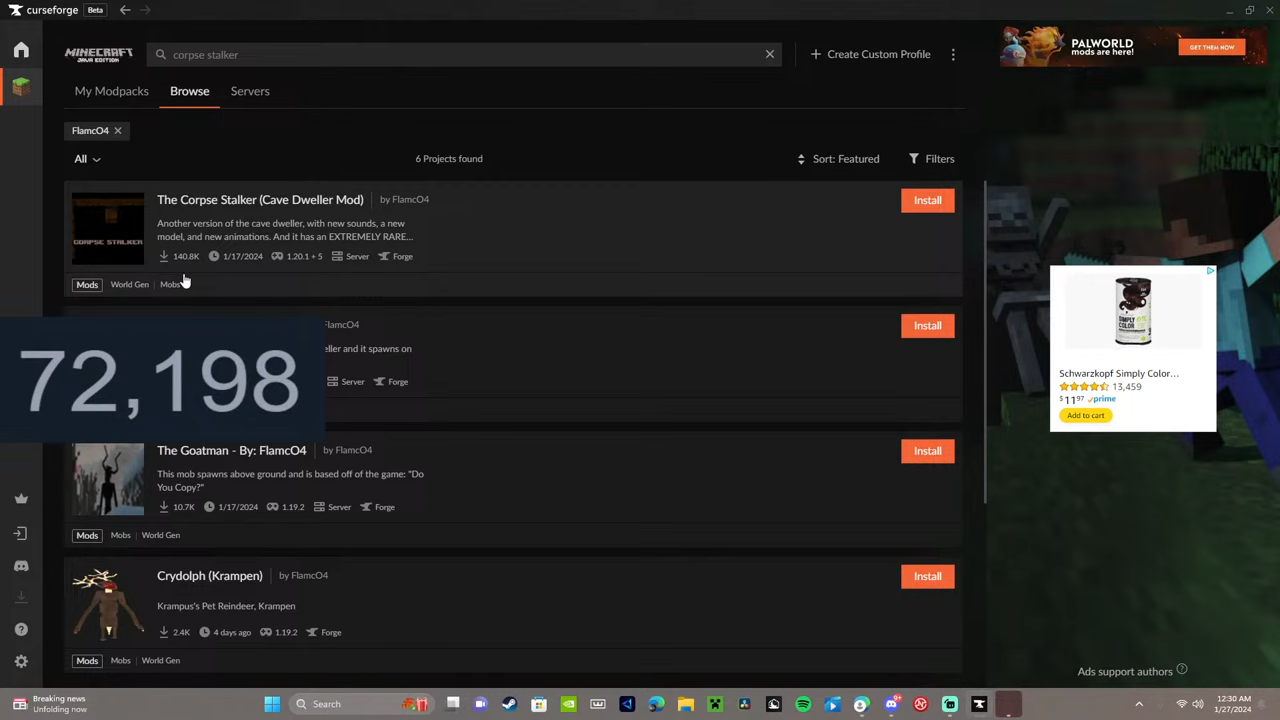 curseforge Beta
MINECRAFT
JAVA EDITION
corpse stalker
Create Custom Profile
PALWORLD
mods are here!
GET THEM NOW
My Modpacks
Browse
Servers
FlamcO4
All
6 Projects found
Sort: Featured
Filters
The Corpse Stalker (Cave Dweller Mod) by FlamcO4
Install
Another version of the cave dweller, with new sounds, a new
model, and new animations. And it has an EXTREMELY RARE...
CORPSE STALKER
140.8K 1/17/2024 1.20.1 + 5 Server Forge
Mods World Gen Mobs
FlamcO4
Install
eller and it spawns on
Server Forge
72,198
The Goatman - By: FlamcO4 by FlamcO4
Install
This mob spawns above ground and is based off of the game: "Do
You Copy?"
10.7K 1/17/2024 1.19.2 Server Forge
Mods Mobs World Gen
Crydolph (Krampen) by FlamcO4
Install
Krampus's Pet Reindeer, Krampen
2.4K 4 days ago 1.19.2 Forge
Mods Mobs World Gen
SIMPLY
COLOR
Schwarzkopf Simply Color...
13,459
$1197 prime
Add to cart
Ads support authors
Breaking news
Unfolding now
Search
12:30 AM
1/27/2024